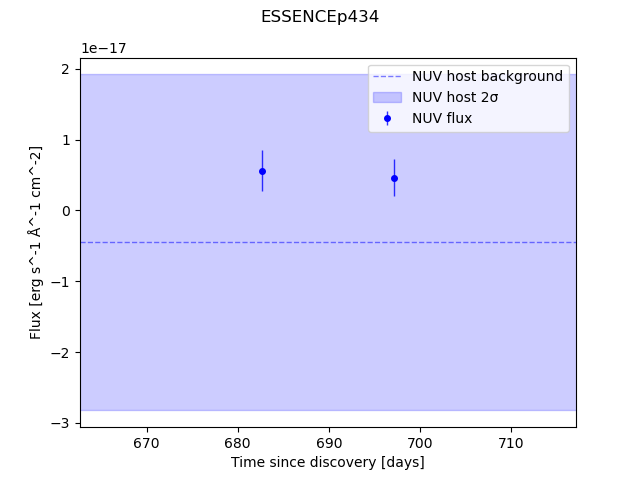 ESSENCEp434
1e−17
NUV host background
NUV host 2σ
NUV flux
2
1
0
−1
−2
−3
Flux [erg s^-1 Å^-1 cm^-2]
670 680 690 700 710
Time since discovery [days]